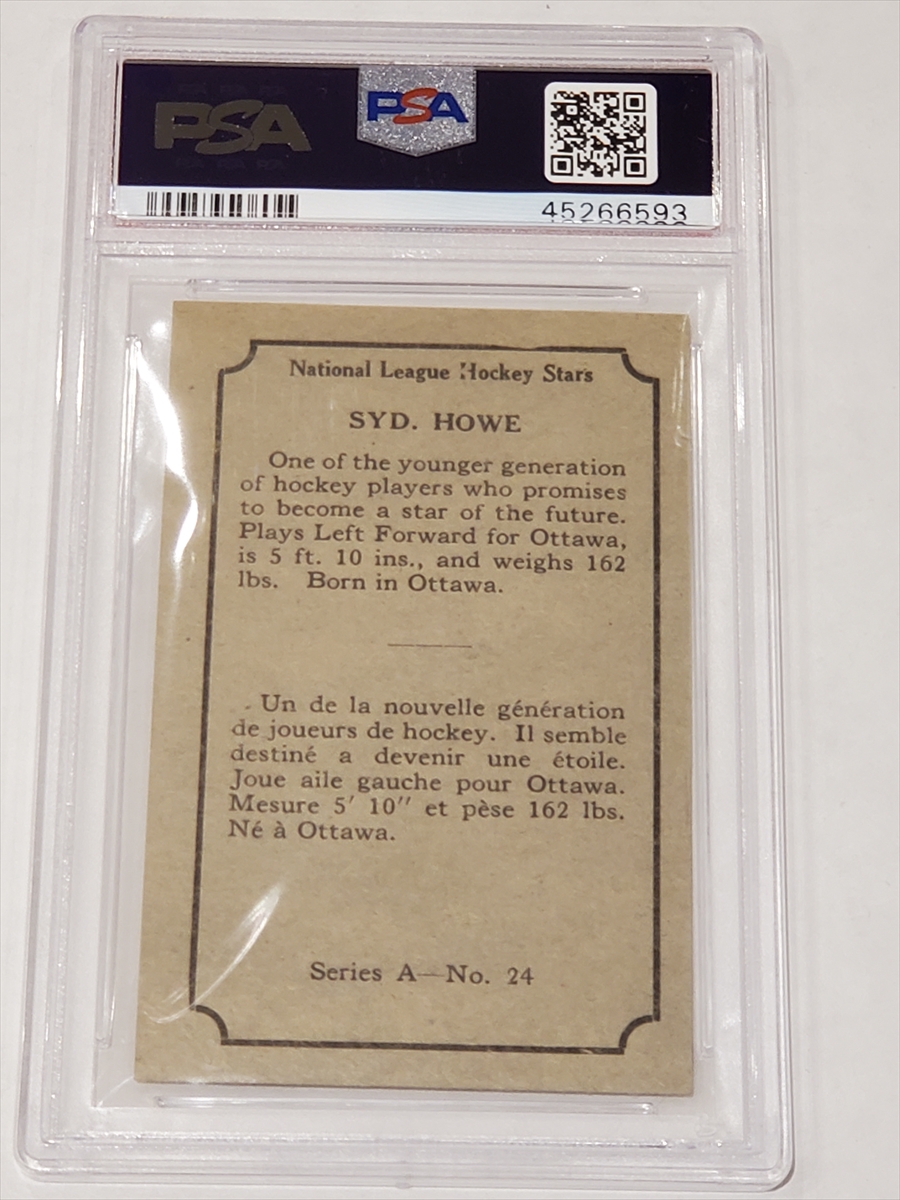 PSA
PSA
45266593
National League Hockey Stars
SYD. HOWE
One of the younger generation
of hockey players who promises
to become a star of the future.
Plays Left Forward for Ottawa,
is 5 ft. 10 ins., and weighs 162
lbs. Born in Ottawa.
Un de la nouvelle génération
de joueurs de hockey. Il semble
destiné a devenir une étoile.
Joue aile gauche pour Ottawa.
Mesure 5′ 10″ et pèse 162 lbs.
Né à Ottawa.
Series A—No. 24